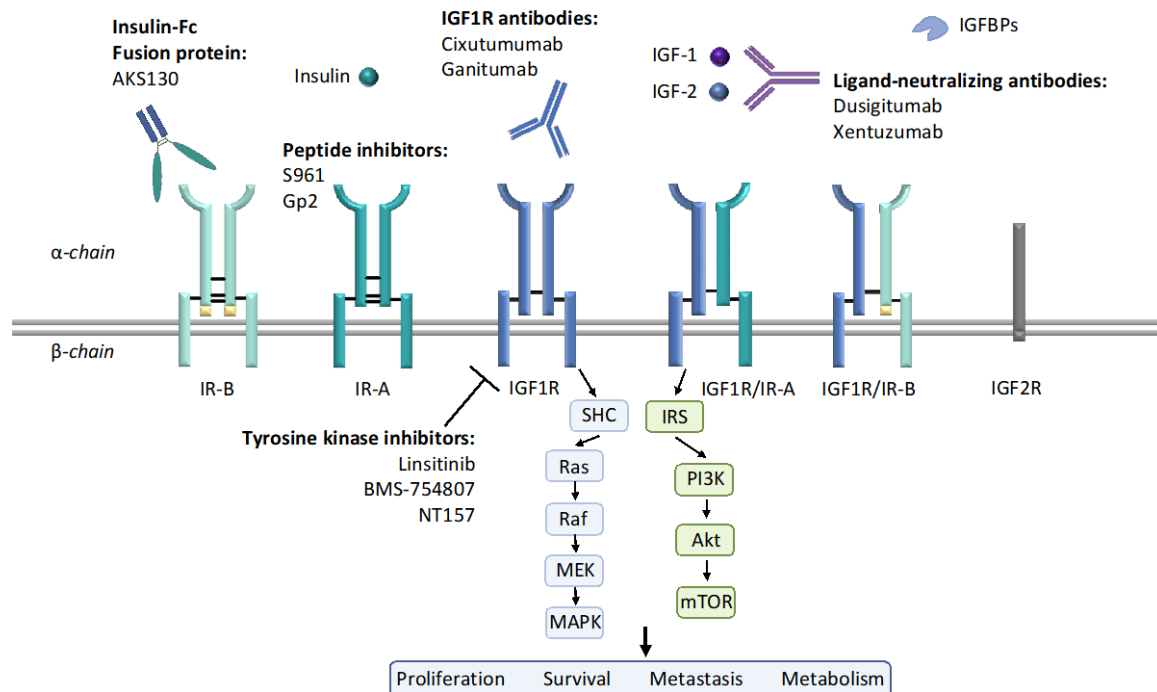 Insulin-Fc
Fusion protein:
AKS130
Insulin
IGF1R antibodies:
Cixutumumab
Ganitumab
IGF-1
IGF-2
IGFBPs
Ligand-neutralizing antibodies:
Dusigitumab
Xentuzumab
Peptide inhibitors:
S961
Gp2
α-chain
β-chain
IR-B
IR-A
IGF1R
IGF1R/IR-A
IGF1R/IR-B
IGF2R
Tyrosine kinase inhibitors:
Linsitinib
BMS-754807
NT157
SHC
Ras
Raf
MEK
MAPK
IRS
PI3K
Akt
mTOR
Proliferation Survival Metastasis Metabolism